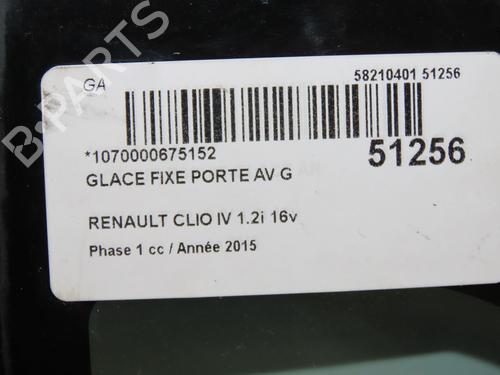 GA
58210401 51256
*1070000675152
51256
GLACE FIXE PORTE AV G
RENAULT CLIO IV 1.2i 16v
Phase 1 cc / Année 2015
B-PARTS